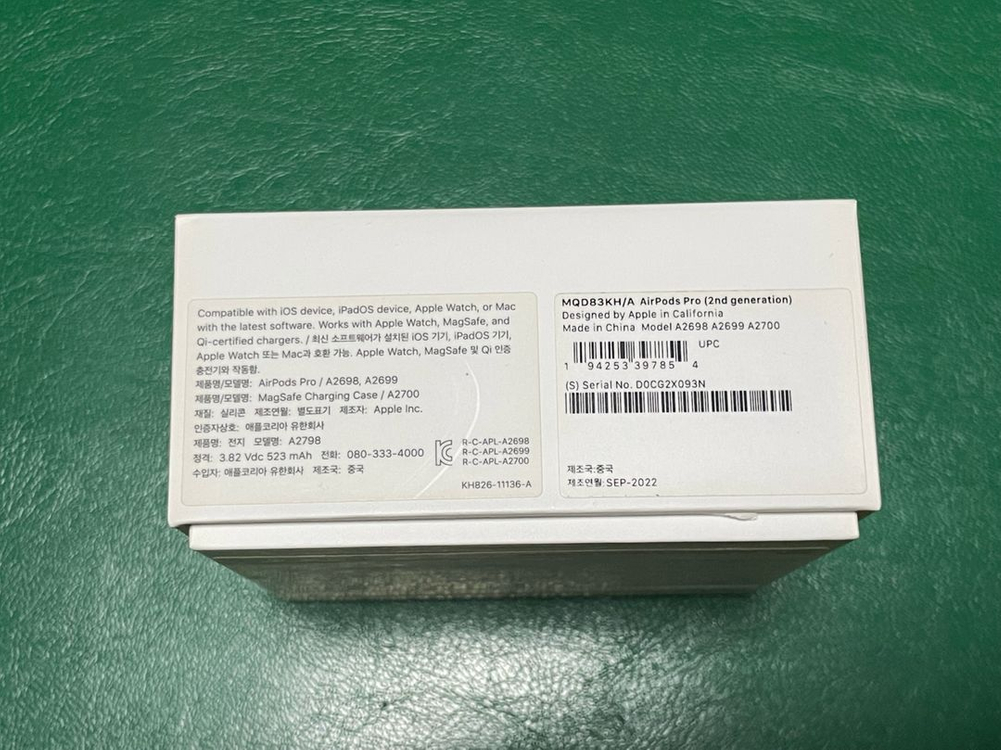 Compatible with iOS device, iPadOS device, Apple Watch, or Mac
with the latest software. Works with Apple Watch, MagSafe, and
Qi-certified chargers. / 최신 소프트웨어가 설치된 iOS 기기, iPadOS 기기,
Apple Watch 또는 Mac과 호환 가능. Apple Watch, MagSafe 및 Qi 인증
충전기와 작동함.
제품명/모델명: AirPods Pro / A2698, A2699
제품명/모델명: MagSafe Charging Case / A2700
재질: 실리콘 제조연월: 별도표기 제조자: Apple Inc.
인증자상호: 애플코리아 유한회사
제품명: 전지 모델명: A2798
정격: 3.82 Vdc 523 mAh 전화: 080-333-4000
수입자: 애플코리아 유한회사 제조국: 중국
R-C-APL-A2698
R-C-APL-A2699
R-C-APL-A2700
KH826-11136-A
MQD83KH/A AirPods Pro (2nd generation)
Designed by Apple in California
Made in China Model A2698 A2699 A2700
UPC
1 94253 39785 4
(S) Serial No. D0CG2X093N
제조국:중국
제조연월:SEP-2022